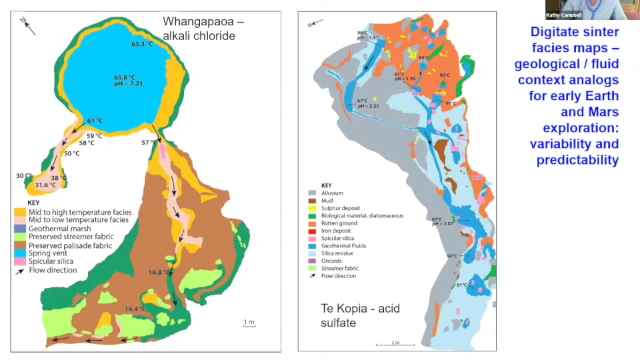 Kathy Campbell
Whangapaoa –
alkali chloride
N
63.3 °C
65.8 °C
pH = 7.21
61 °C
59 °C
58 °C
50 °C
57 °C
30 °C
38 °C
31.6 °C
16.8 °C
14.4 °C
KEY
Mid to high temperature facies
Mid to low temperature facies
Geothermal marsh
Preserved streamer fabric
Preserved palisade fabric
Spring vent
Spicular silica
Flow direction
1 m
N
KEY
Alluvium
Mud
Sulphur deposit
Biological-material, diatomaceous
Rotten ground
Iron deposit
Spicular silica
Geothermal Fluids
Silica residue
Oncoids
Streamer fabric
Flow direction
Te Kopia - acid
sulfate
2 m
Digitate sinter
facies maps –
geological / fluid
context analogs
for early Earth
and Mars
exploration:
variability and
predictability